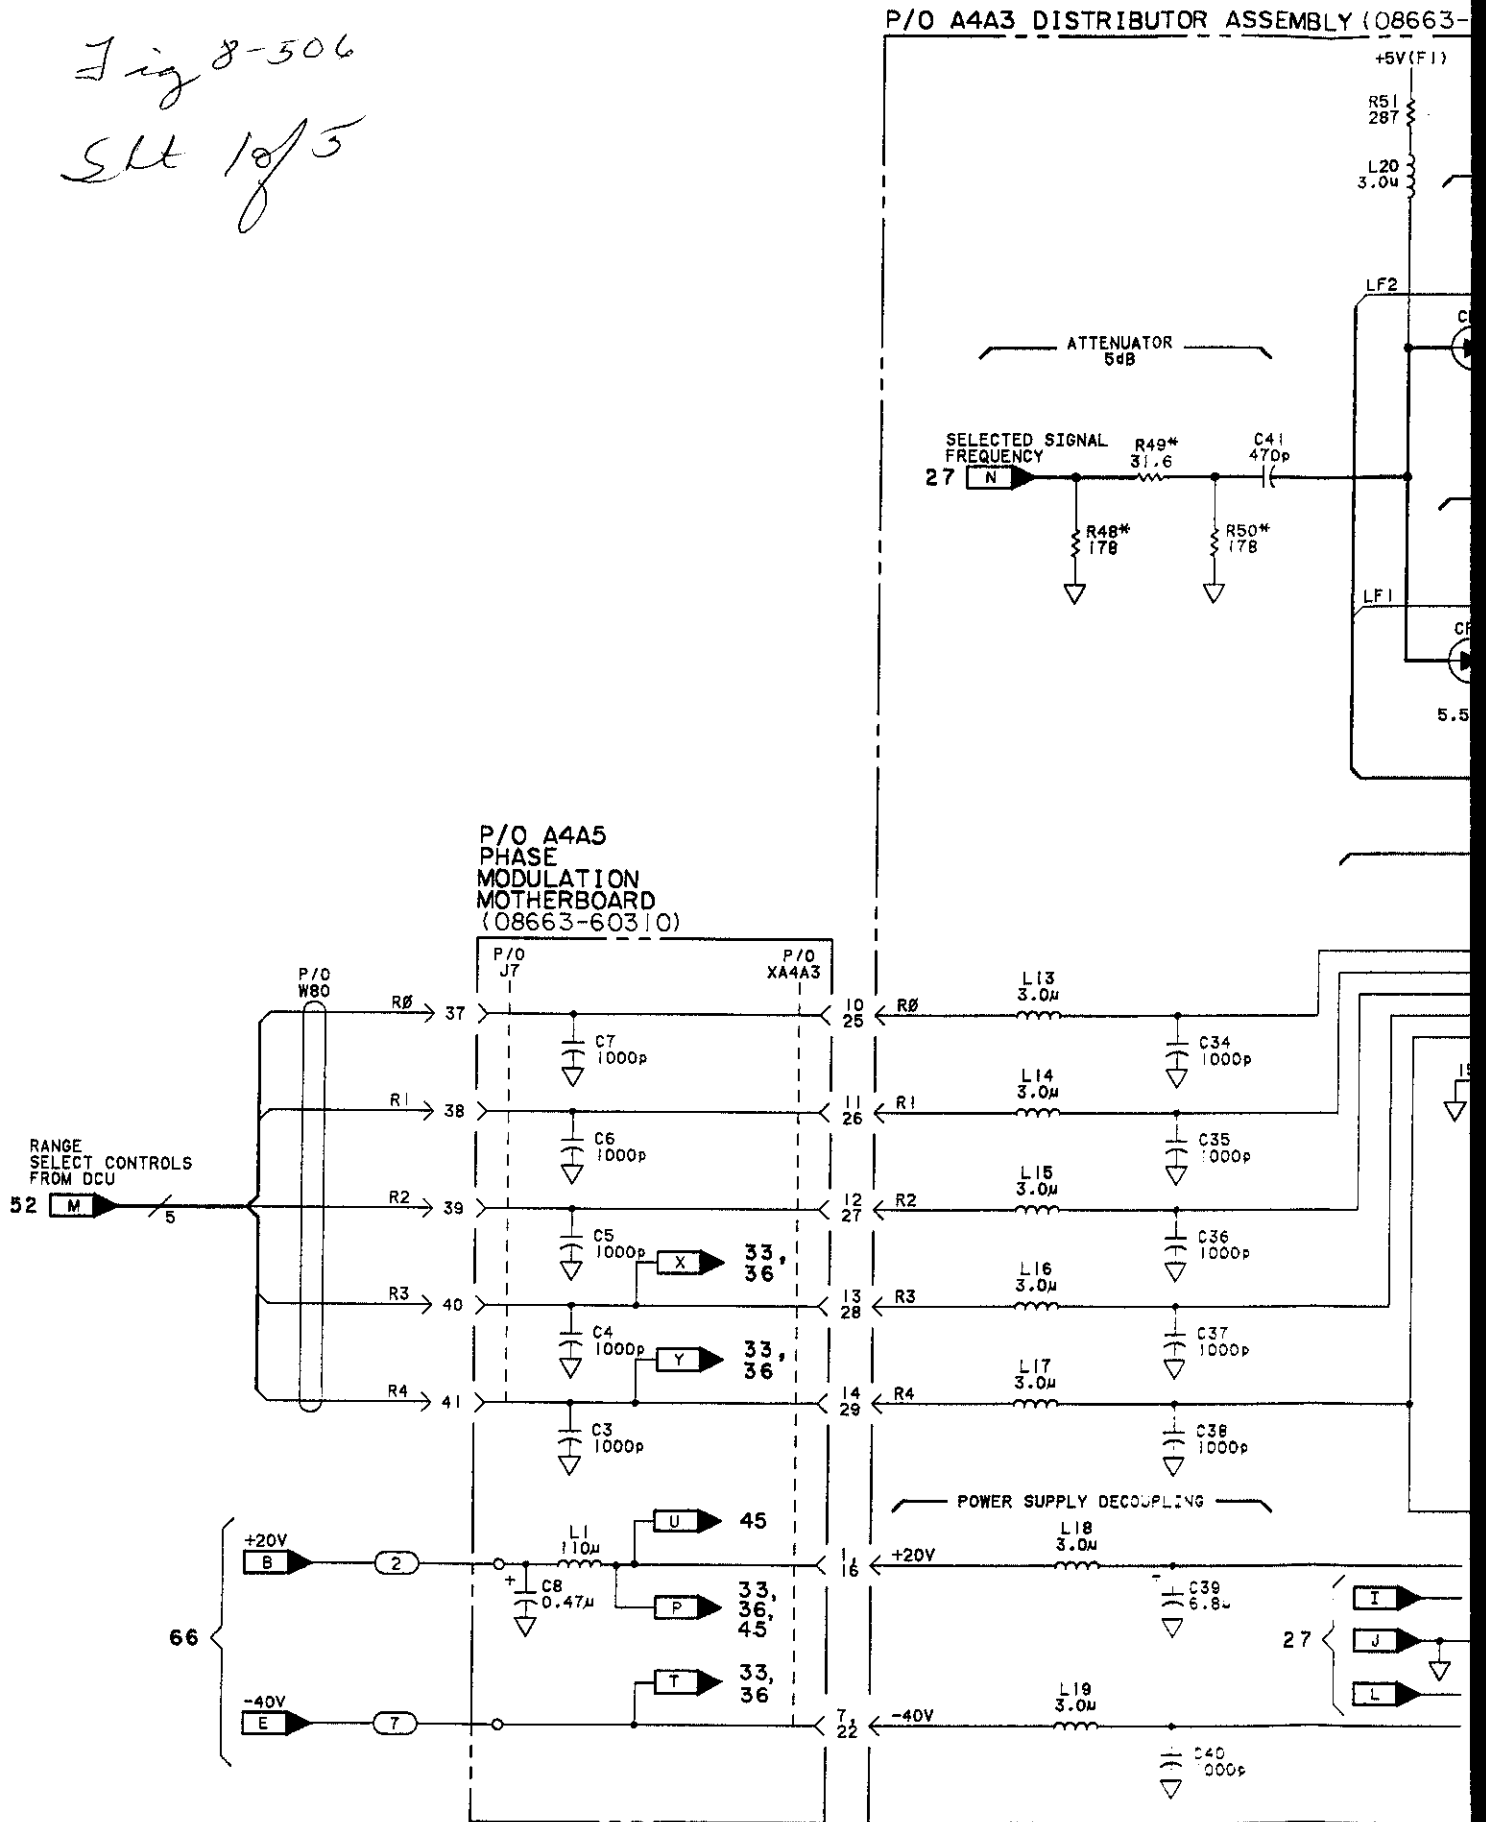 Fig 8-506
Sht 1 of 5
P/O A4A3 DISTRIBUTOR ASSEMBLY (08663-
+5V(F1)
R51
287
L20
3.0µ
LF2
ATTENUATOR
5dB
SELECTED SIGNAL
FREQUENCY
27 N
R49*
31.6
C41
470p
R48*
178
R50*
178
LF1
5.5
P/O A4A5
PHASE
MODULATION
MOTHERBOARD
(08663-60310)
P/O
J7
P/O
XA4A3
P/O
W80
RØ 37
C7
1000p
10
25
RØ
L13
3.0µ
C34
1000p
R1 38
C6
1000p
11
26
R1
L14
3.0µ
C35
1000p
RANGE
SELECT CONTROLS
FROM DCU
52 M
5
R2 39
C5
1000p
12
27
R2
L15
3.0µ
C36
1000p
X 33,
36
R3 40
C4
1000p
13
28
R3
L16
3.0µ
C37
1000p
Y 33,
36
R4 41
C3
1000p
14
29
R4
L17
3.0µ
C38
1000p
POWER SUPPLY DECOUPLING
66
+20V
B 2
+
C8
0.47µ
L1
110µ
U 45
P 33,
36,
45,
1,
16
+20V
L18
3.0µ
C39
6.8µ
27
I
J
L
-40V
E 7
T 33,
36
7,
22
-40V
L19
3.0µ
C40
1000p